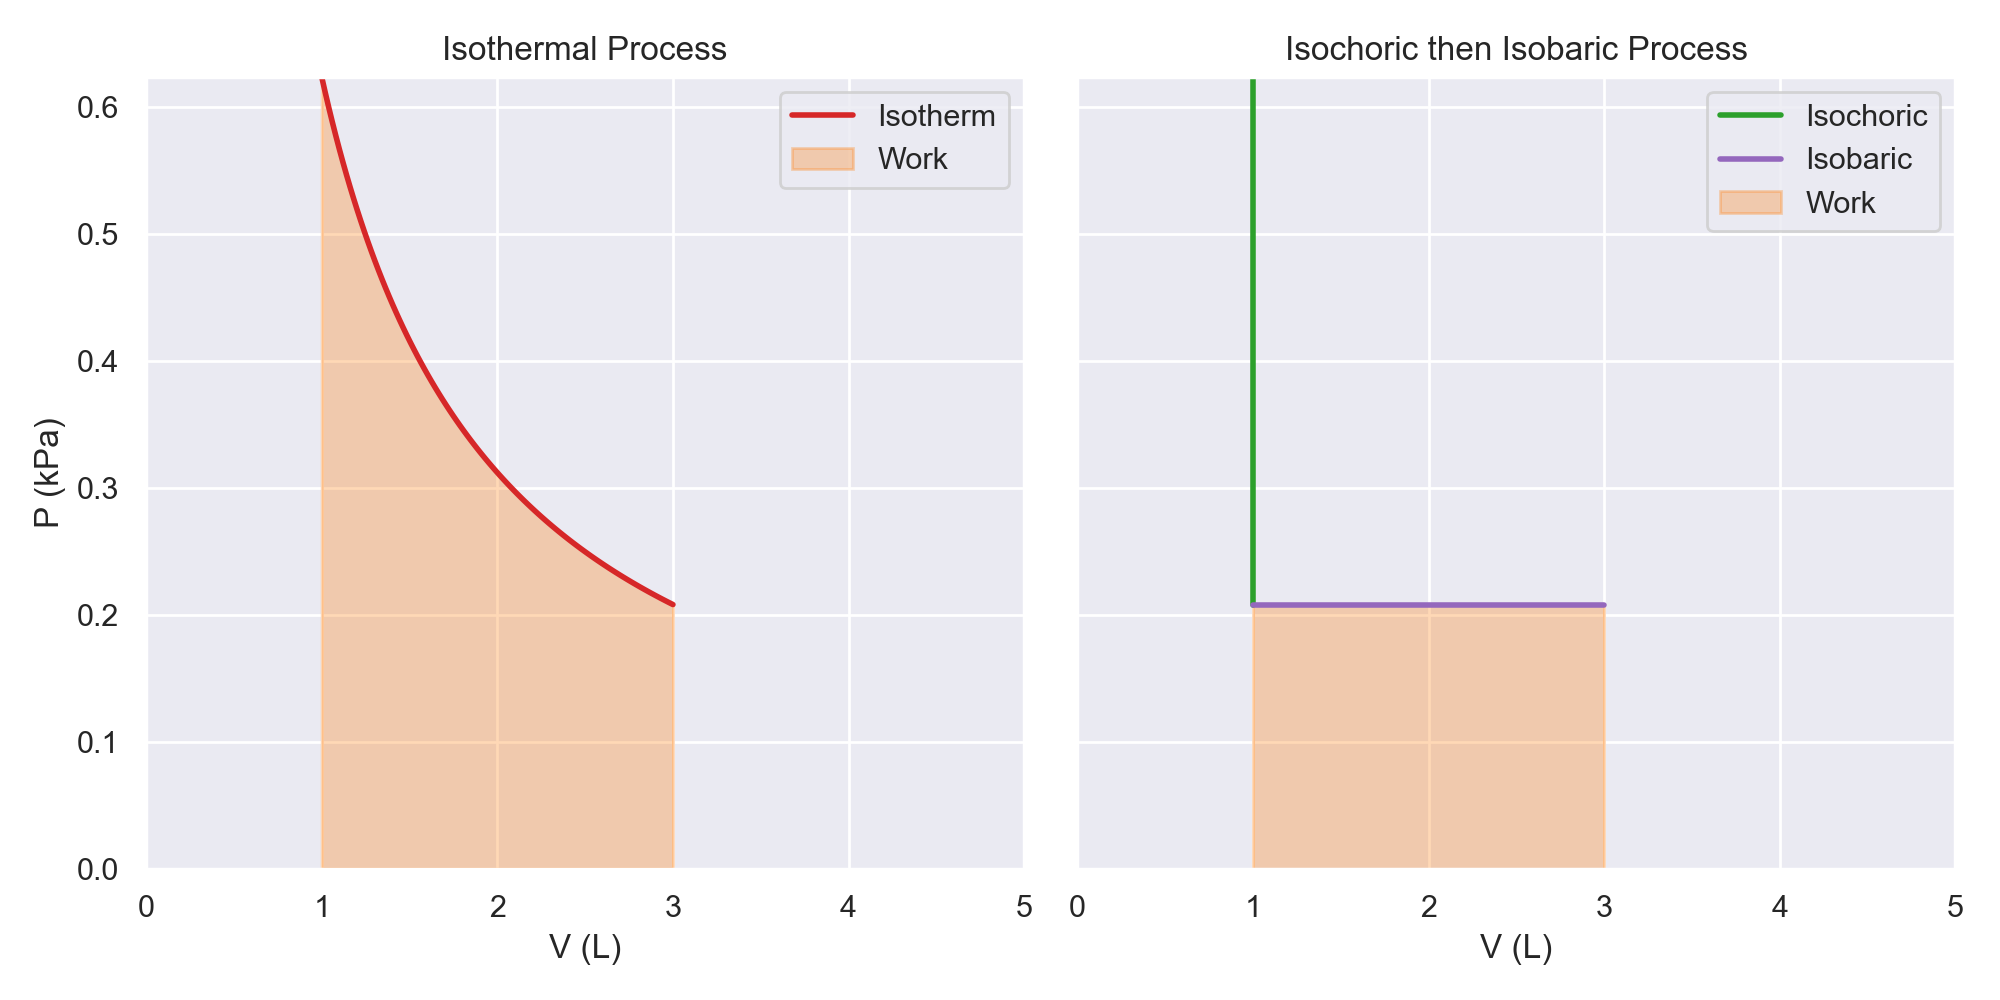 Isothermal Process
Isotherm
Work
P (kPa)
0.6
0.5
0.4
0.3
0.2
0.1
0.0
0 1 2 3 4 5
V (L)
Isochoric then Isobaric Process
Isochoric
Isobaric
Work
0 1 2 3 4 5
V (L)